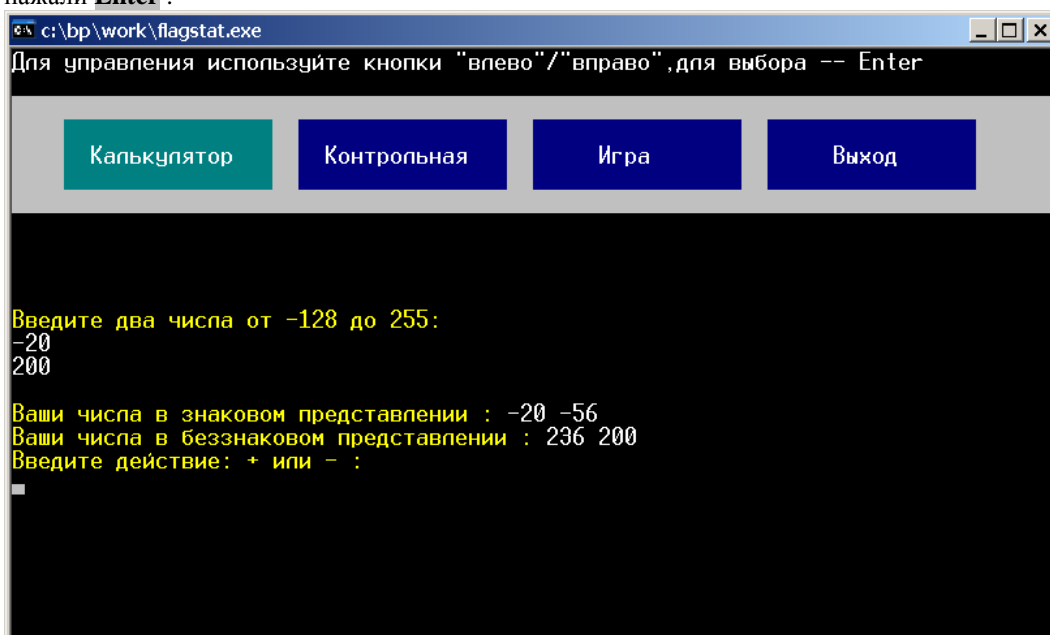 нажали Enter .
c:\bp\work\flagstat.exe
Для управления используйте кнопки "влево"/"вправо",для выбора -- Enter
Калькулятор Контрольная Игра Выход
Введите два числа от -128 до 255:
-20
200
Ваши числа в знаковом представлении : -20 -56
Ваши числа в беззнаковом представлении : 236 200
Введите действие: + или - :